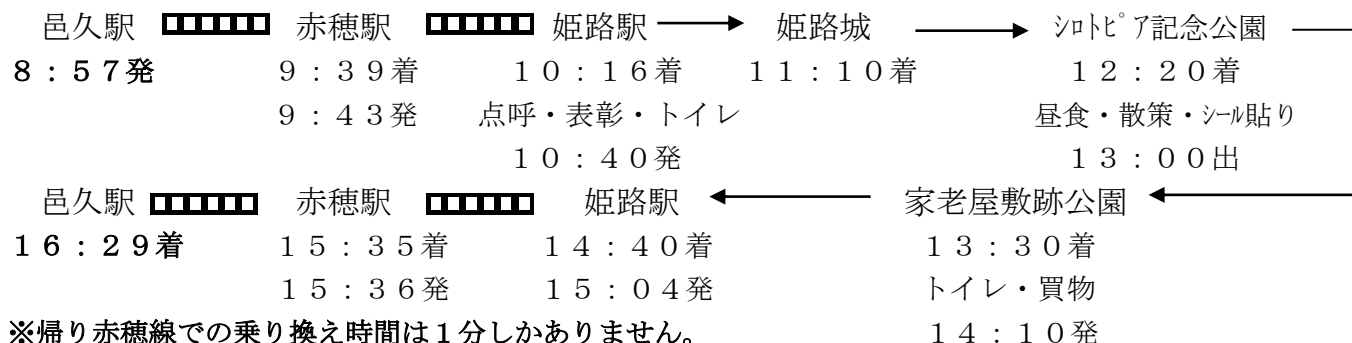 邑久駅 赤穂駅 姫路駅 姫路城 ｼﾛﾄﾋﾟｱ記念公園
８：５７発 ９：３９着 １０：１６着 １１：１０着 １２：２０着
９：４３発 点呼・表彰・トイレ 昼食・散策・ｼｰﾙ貼り
１０：４０発 １３：００出
邑久駅 赤穂駅 姫路駅 家老屋敷跡公園
１６：２９着 １５：３５着 １４：４０着 １３：３０着
１５：３６発 １５：０４発 トイレ・買物
※帰り赤穂線での乗り換え時間は１分しかありません。 １４：１０発